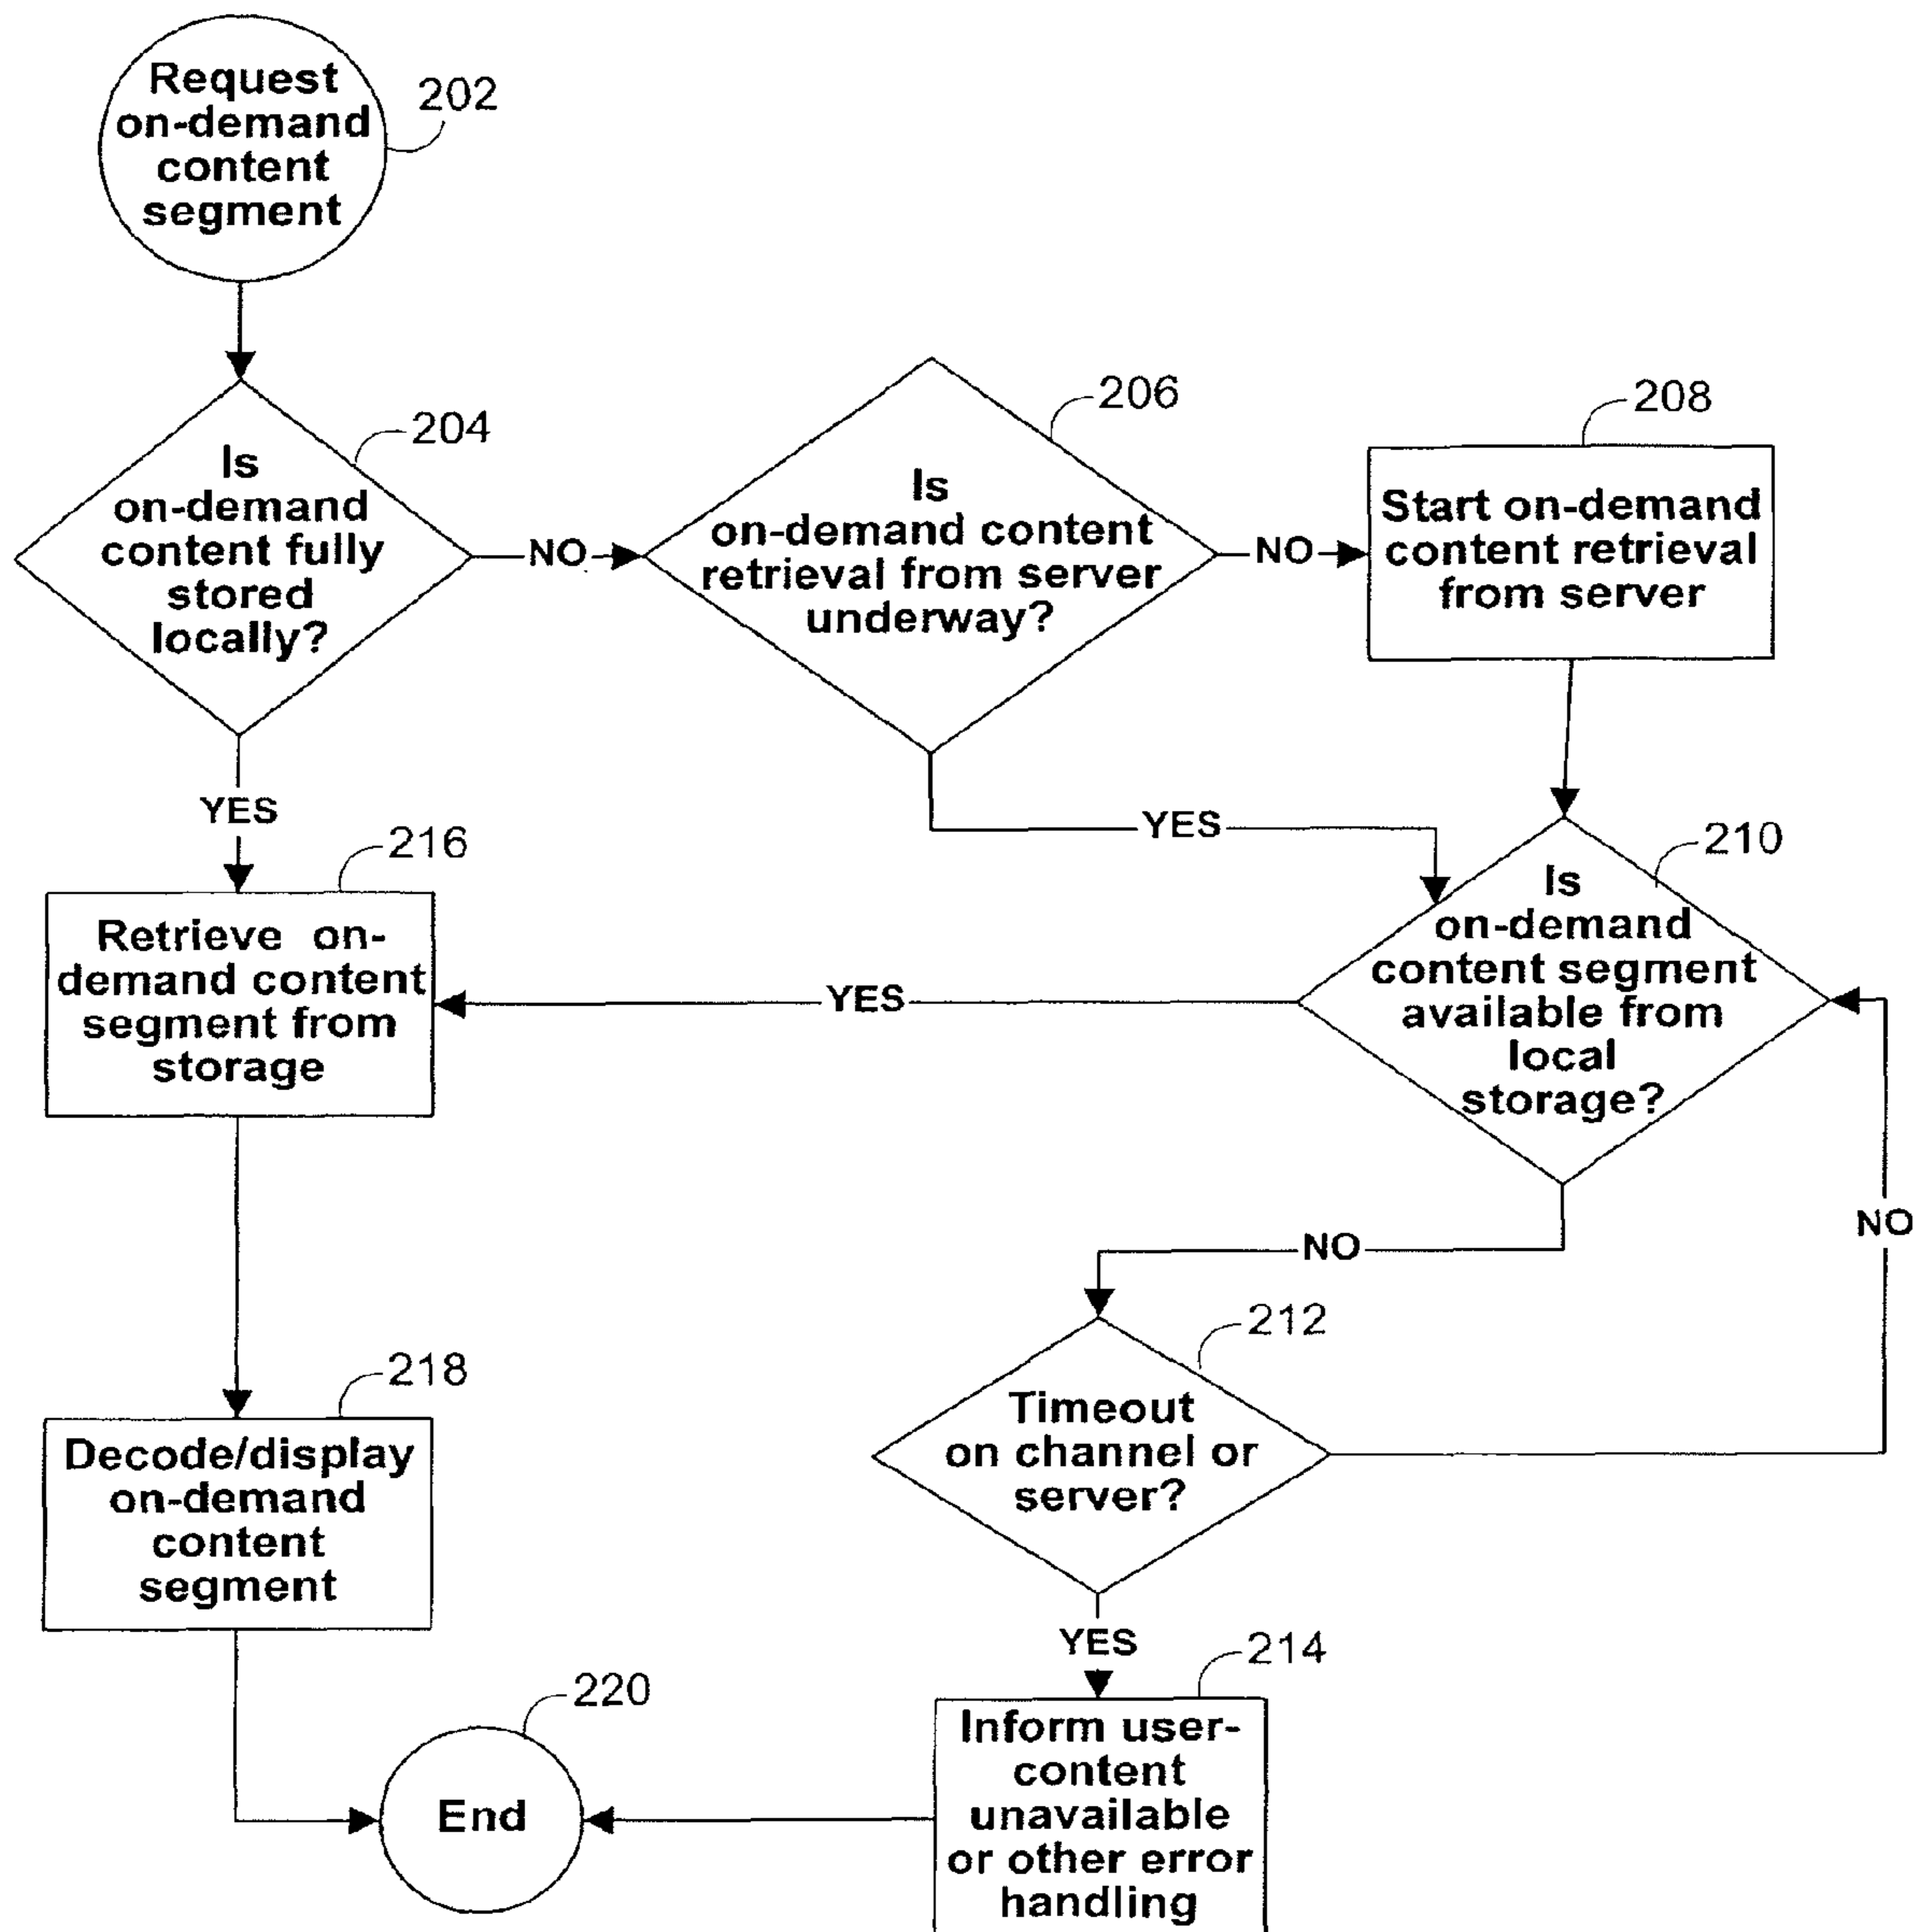 Request
on-demand
content
segment
202
Is
on-demand
content fully
stored
locally?
204
NO
YES
Is
on-demand content
retrieval from server
underway?
206
NO
YES
Start on-demand
content retrieval
from server
208
Is
on-demand
content segment
available from
local
storage?
210
YES
NO
Retrieve on-
demand content
segment from
storage
216
Timeout
on channel or
server?
212
NO
YES
Decode/display
on-demand
content
segment
218
Inform user-
content
unavailable
or other error
handling
214
End
220